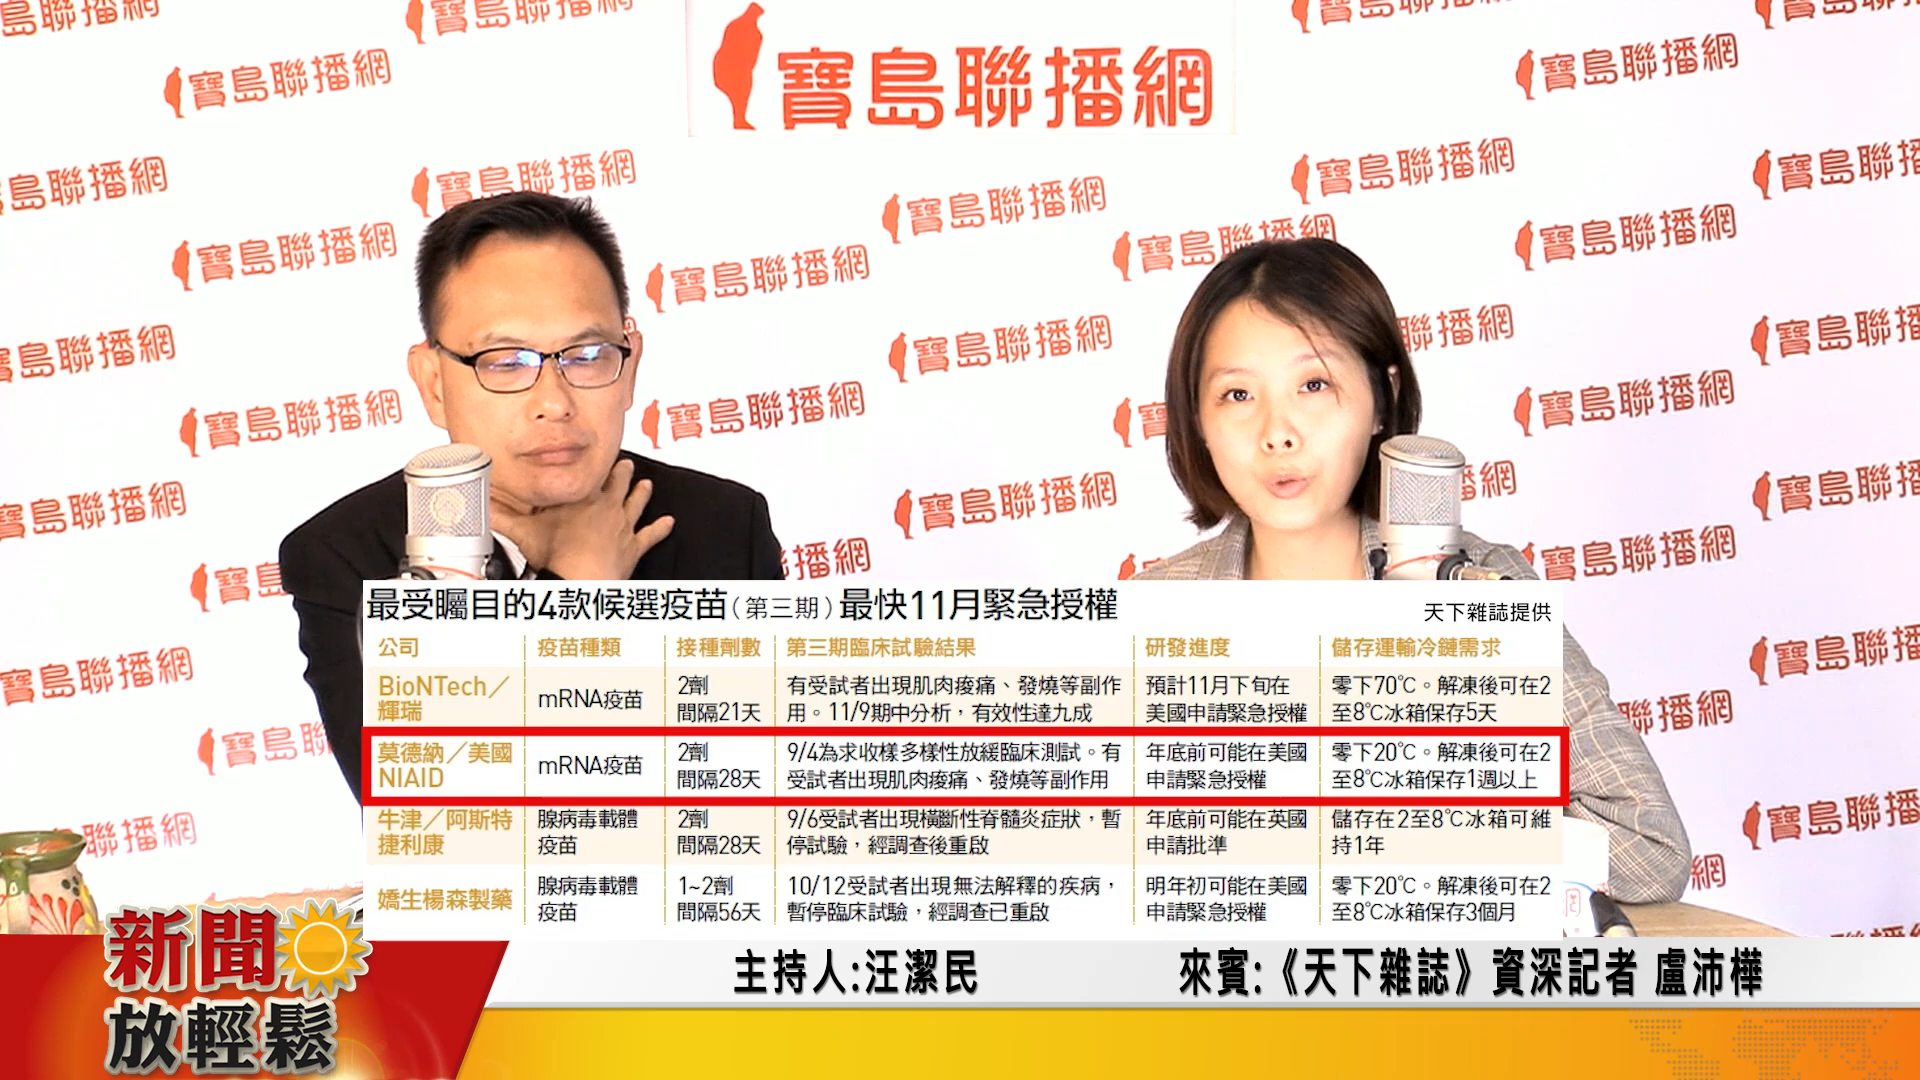 寶島聯播網
最受矚目的4款候選疫苗(第三期)最快11月緊急授權
天下雜誌提供
公司 疫苗種類 接種劑數 第三期臨床試驗結果 研發進度 儲存運輸冷鏈需求
BioNTech／輝瑞 mRNA疫苗 2劑 間隔21天 有受試者出現肌肉痠痛、發燒等副作用。11/9期中分析，有效性達九成 預計11月下旬在美國申請緊急授權 零下70℃。解凍後可在2至8℃冰箱保存5天
莫德納／美國NIAID mRNA疫苗 2劑 間隔28天 9/4為求收樣多樣性放緩臨床測試。有受試者出現肌肉痠痛、發燒等副作用 年底前可能在美國申請緊急授權 零下20℃。解凍後可在2至8℃冰箱保存1週以上
牛津／阿斯特捷利康 腺病毒載體疫苗 2劑 間隔28天 9/6受試者出現橫斷性脊髓炎症狀，暫停試驗，經調查後重啟 年底前可能在英國申請批準 儲存在2至8℃冰箱可維持1年
嬌生楊森製藥 腺病毒載體疫苗 1~2劑 間隔56天 10/12受試者出現無法解釋的疾病，暫停臨床試驗，經調查已重啟 明年初可能在美國申請緊急授權 零下20℃。解凍後可在2至8℃冰箱保存3個月
新聞
放輕鬆
主持人:汪潔民
來賓:《天下雜誌》資深記者 盧沛樺